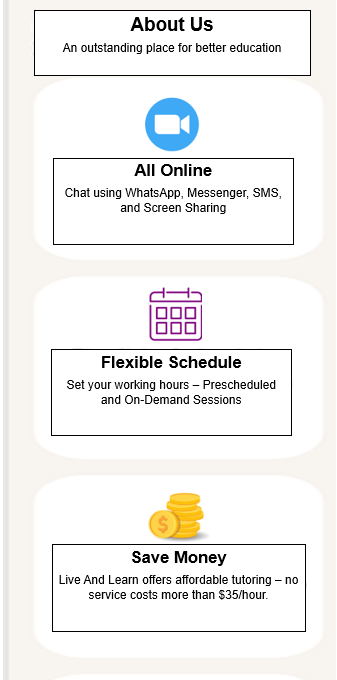 About Us
An outstanding place for better education
All Online
Chat using WhatsApp, Messenger, SMS,
and Screen Sharing
Flexible Schedule
Set your working hours – Prescheduled
and On-Demand Sessions
$
Save Money
Live And Learn offers affordable tutoring – no
service costs more than $35/hour.